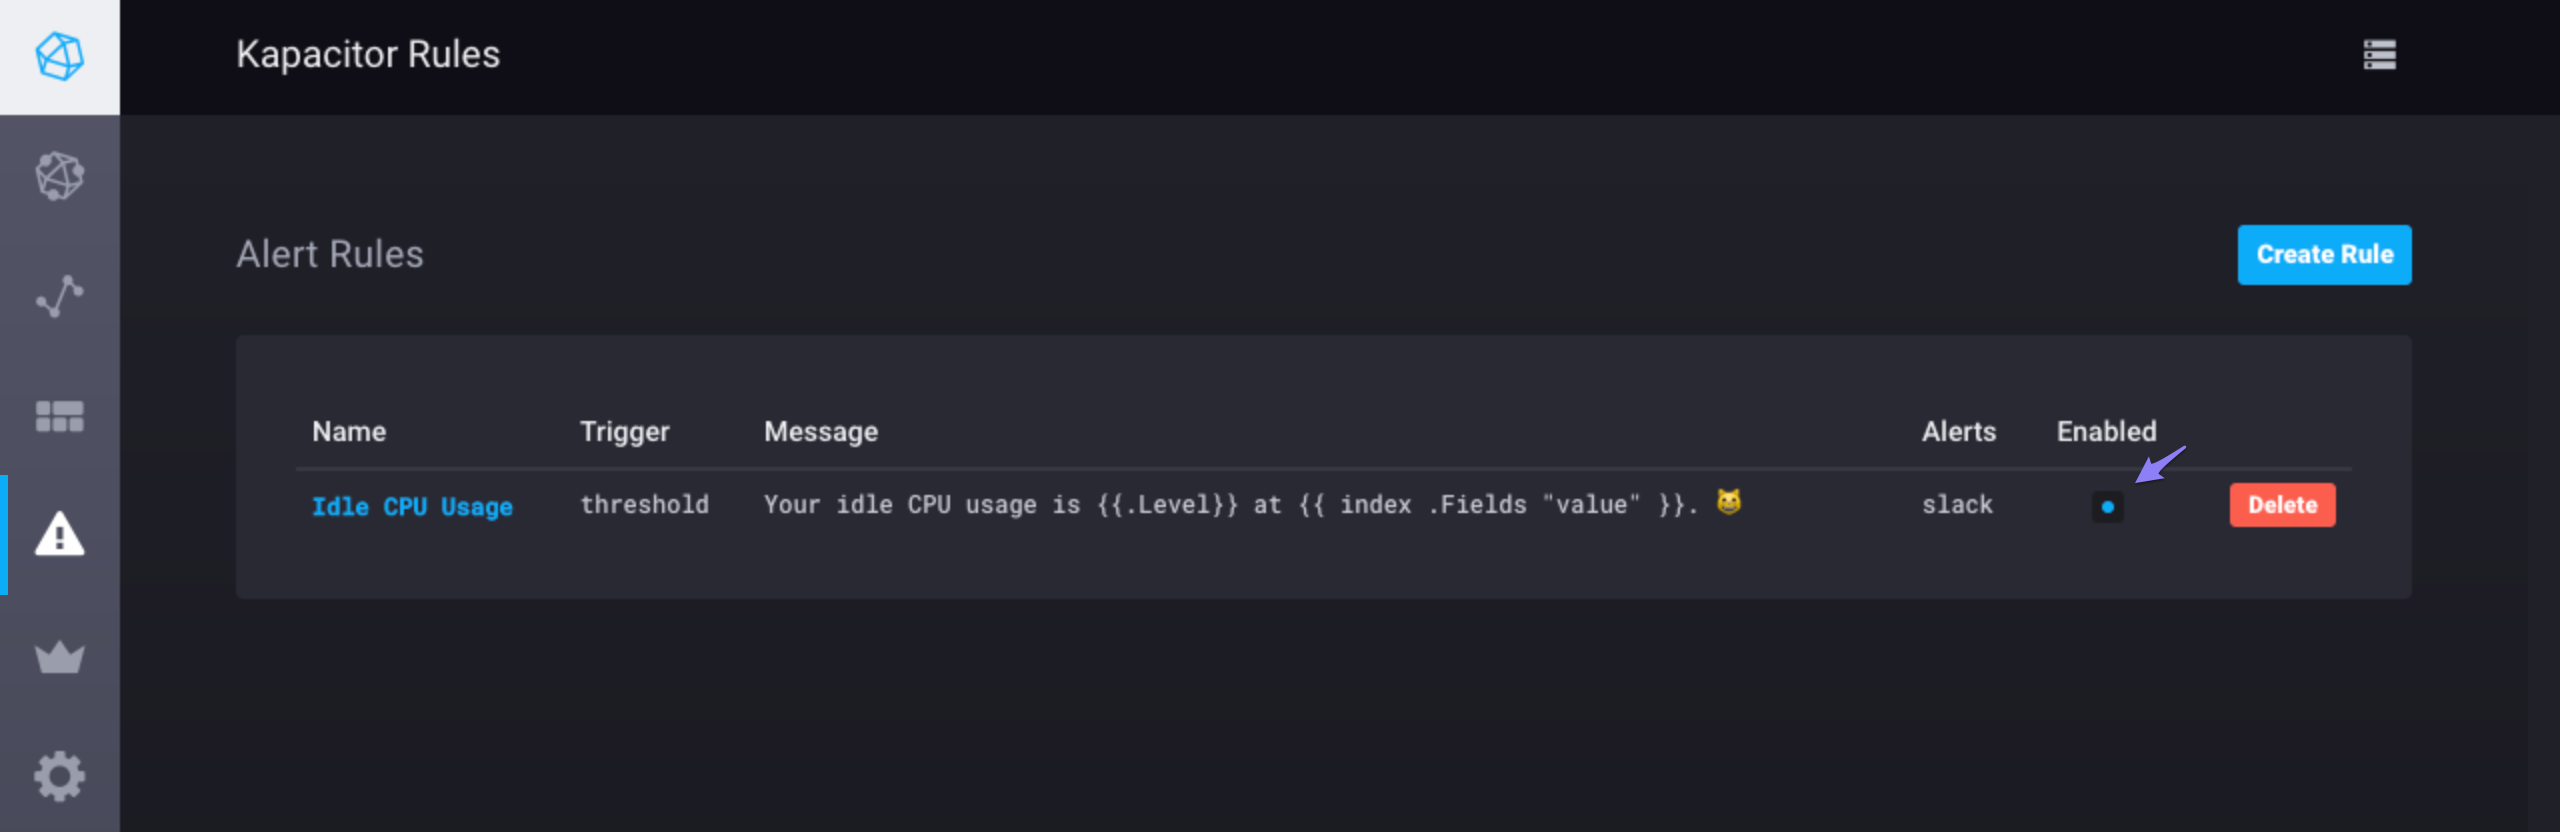 Kapacitor Rules
Alert Rules
Create Rule
Name Trigger Message Alerts Enabled
Idle CPU Usage threshold Your idle CPU usage is {{.Level}} at {{ index .Fields "value" }}. 😸 slack Delete